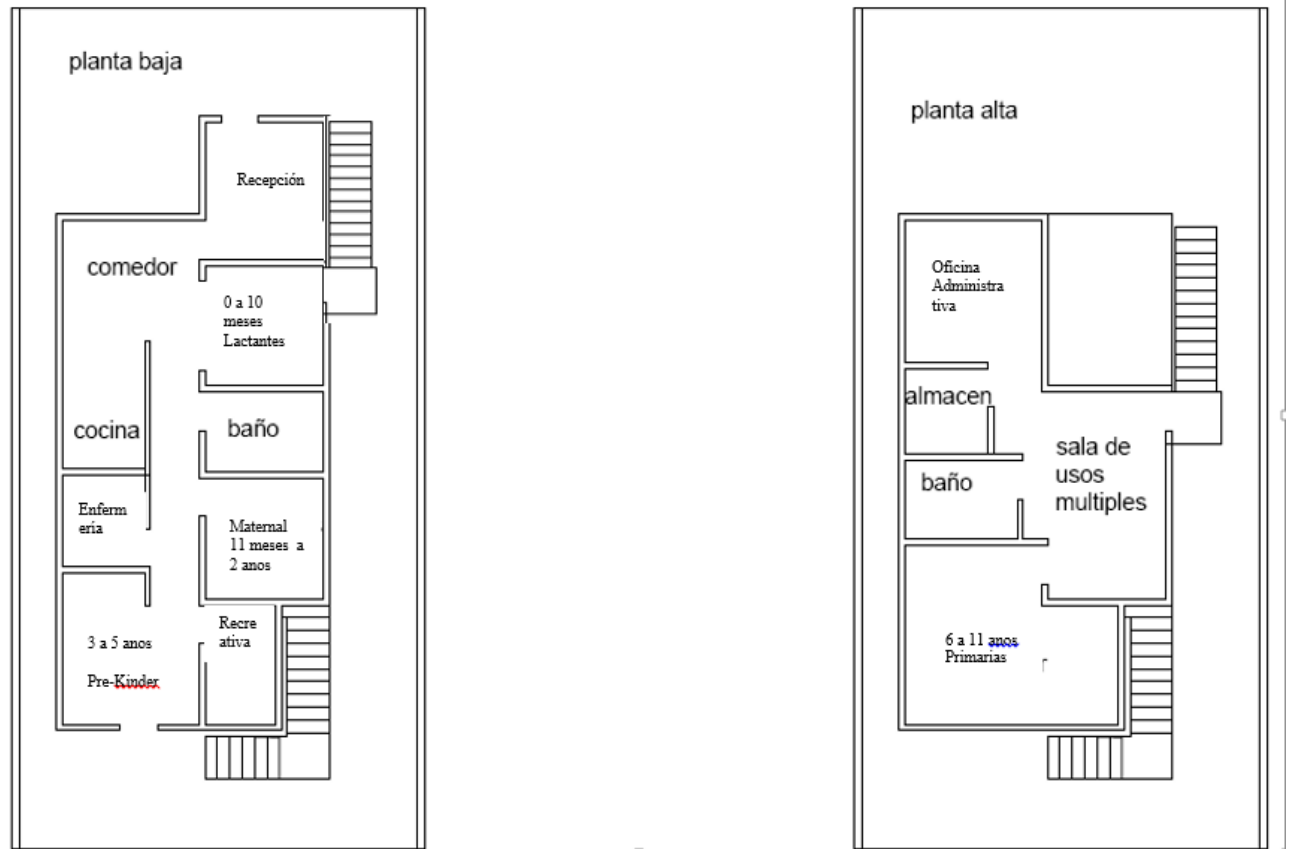 planta baja
Recepción
comedor
0 a 10
meses
Lactantes
cocina
baño
Enferm
ería
Maternal
11 meses a
2 anos
3 a 5 anos
Pre-Kinder
Recre
ativa
planta alta
Oficina
Administra
tiva
almacen
baño
sala de
usos
multiples
6 a 11 anos
Primarias